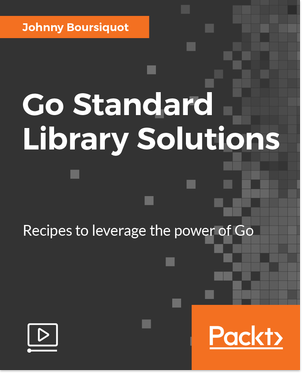 Johnny Boursiquot
Go Standard
Library Solutions
Recipes to leverage the power of Go
Packt>